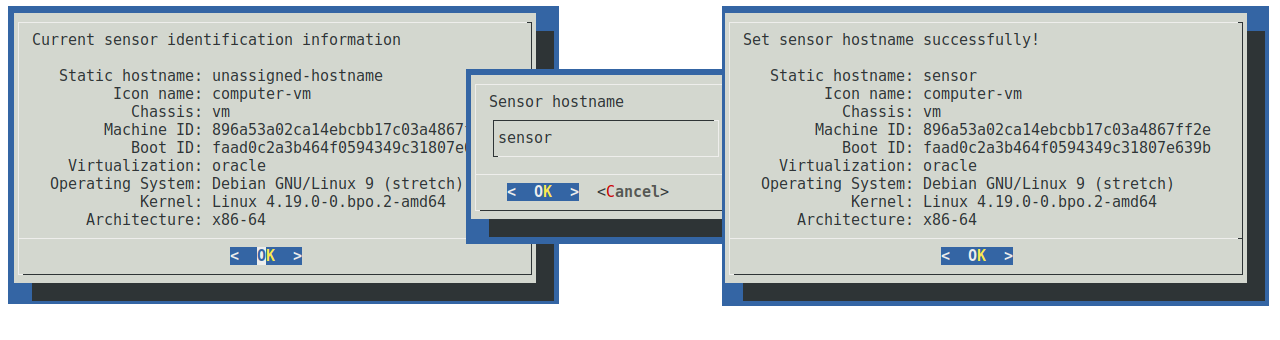 Current sensor identification information
Static hostname: unassigned-hostname
Icon name: computer-vm
Chassis: vm
Machine ID: 896a53a02ca14ebcbb17c03a4867
Boot ID: faad0c2a3b464f0594349c31807e
Virtualization: oracle
Operating System: Debian GNU/Linux 9 (stretch)
Kernel: Linux 4.19.0-0.bpo.2-amd64
Architecture: x86-64
< OK >
Sensor hostname
sensor
< OK > <Cancel>
Set sensor hostname successfully!
Static hostname: sensor
Icon name: computer-vm
Chassis: vm
Machine ID: 896a53a02ca14ebcbb17c03a4867ff2e
Boot ID: faad0c2a3b464f0594349c31807e639b
Virtualization: oracle
Operating System: Debian GNU/Linux 9 (stretch)
Kernel: Linux 4.19.0-0.bpo.2-amd64
Architecture: x86-64
< OK >